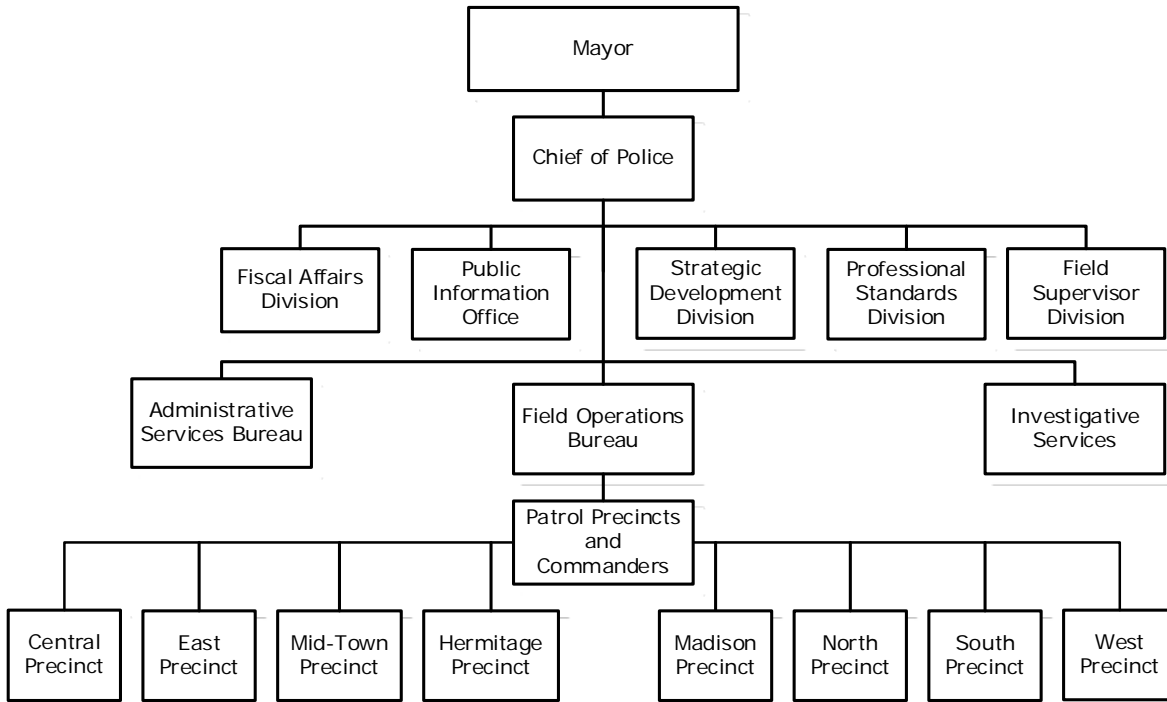 Mayor
Chief of Police
Fiscal Affairs
Division
Public
Information
Office
Strategic
Development
Division
Professional
Standards
Division
Field
Supervisor
Division
Administrative
Services Bureau
Field Operations
Bureau
Investigative
Services
Patrol Precincts
and
Commanders
Central
Precinct
East
Precinct
Mid-Town
Precinct
Hermitage
Precinct
Madison
Precinct
North
Precinct
South
Precinct
West
Precinct